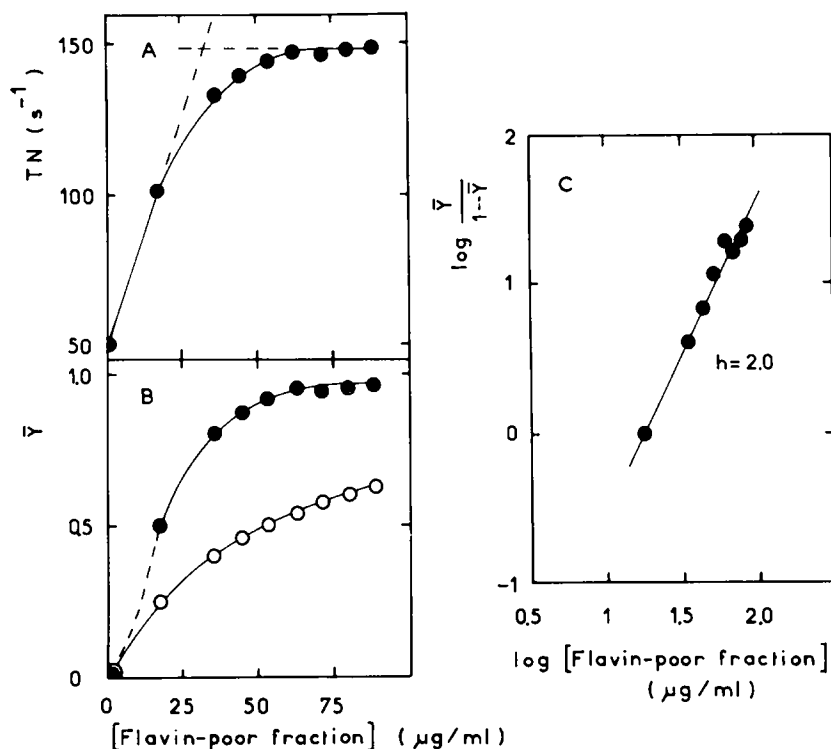 A
TN (s⁻¹)
150
100
50
B
Ȳ
1.0
0.5
0
0
25
50
75
[Flavin-poor fraction] (μg/ml)
C
log Ȳ / 1--Ȳ
2
1
0
-1
h=2.0
0.5
1.0
1.5
2.0
log [Flavin-poor fraction]
(μg/ml)